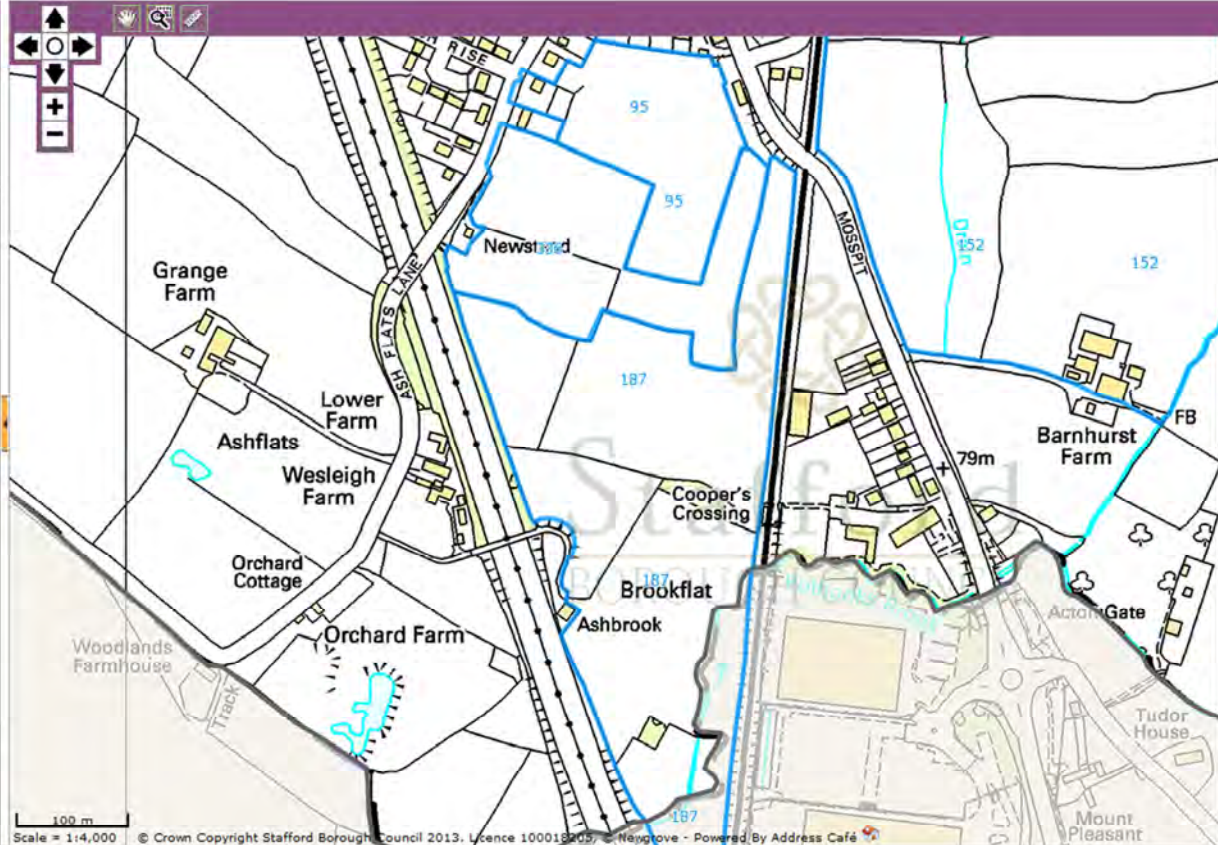 RISE
95
95
MOSSPIT
Drain
152
152
Grange
Farm
ASH FLATS LANE
187
Lower
Farm
Ashflats
Wesleigh
Farm
Barnhurst
Farm
FB
79m
Cooper's
Crossing
Stafford
BOROUGH
Orchard
Cottage
187
Brookflat
Ashbrook
Acton Gate
Woodlands
Farmhouse
Track
Orchard Farm
Tudor
House
Mount
Pleasant
187
100 m
Scale = 1:4,000 © Crown Copyright Stafford Borough Council 2013. Licence 100018205, © Newgrove - Powered By Address Café